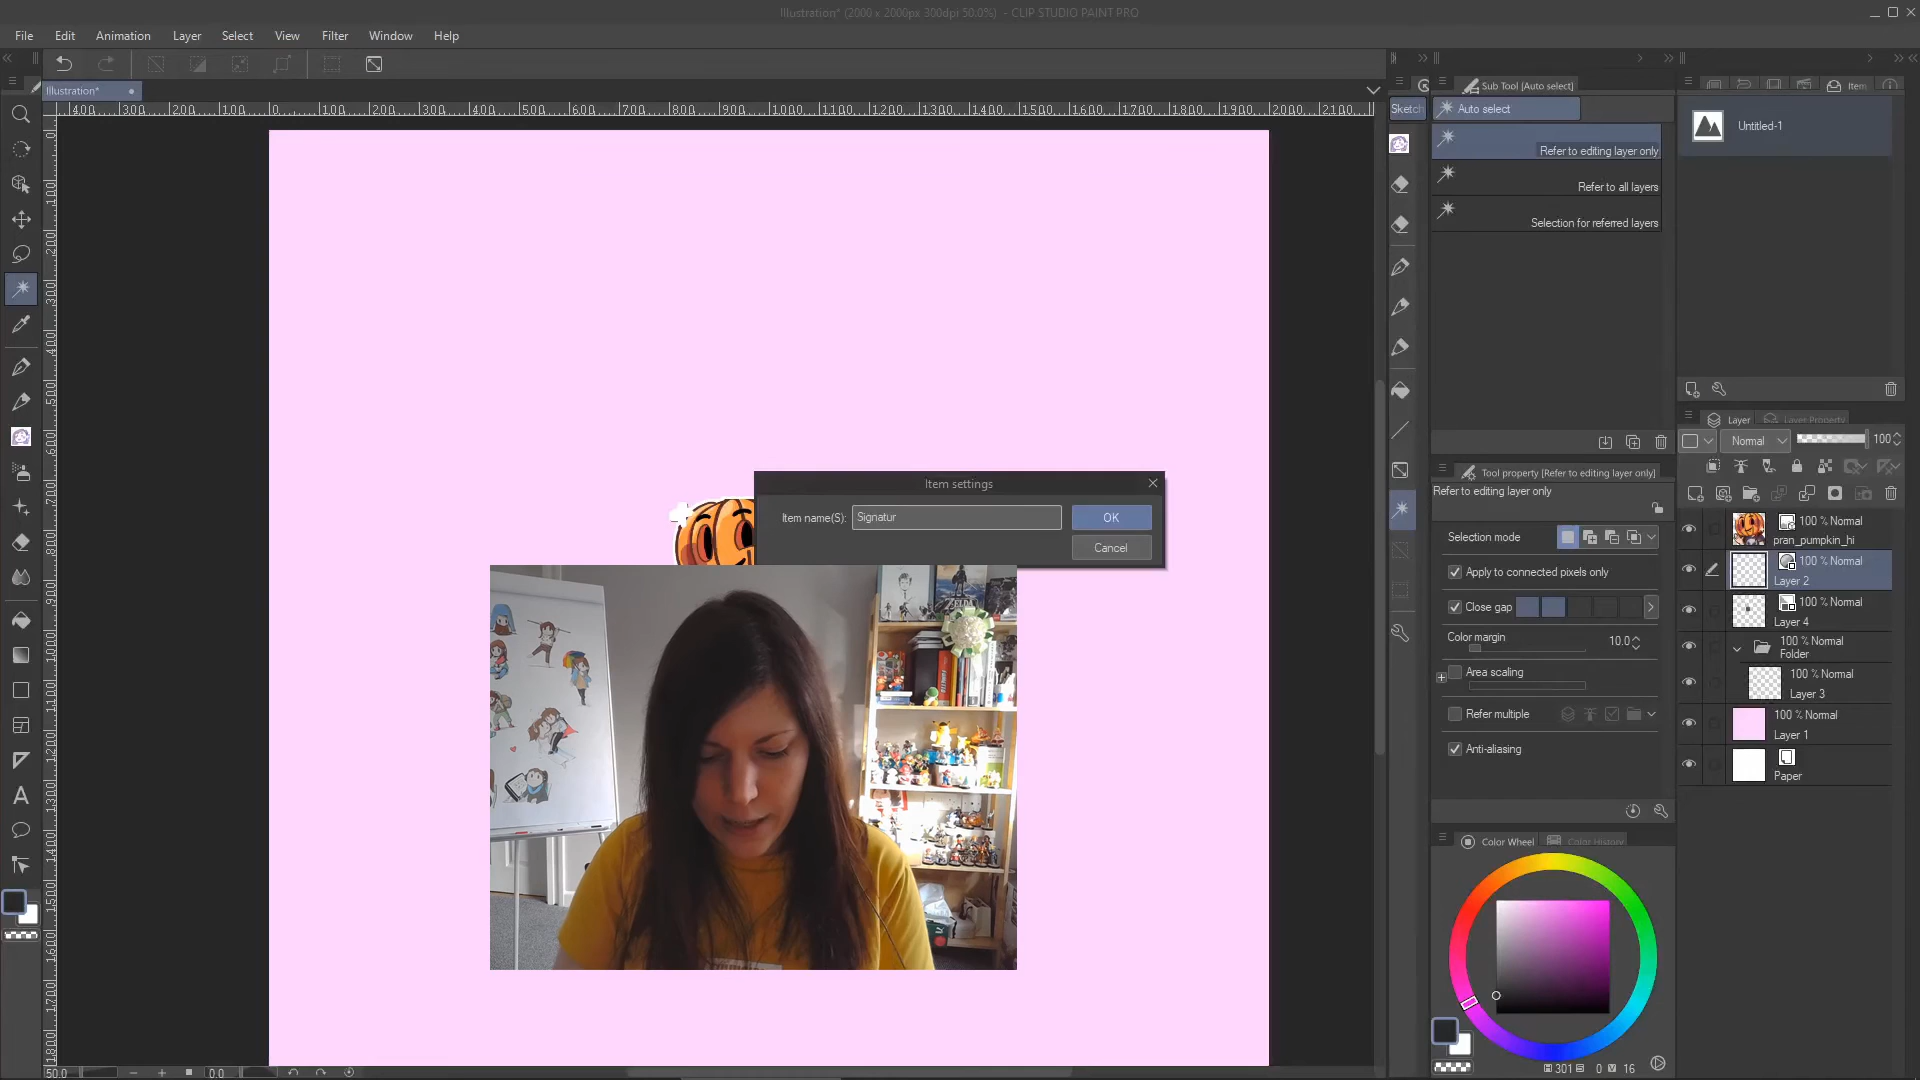 Illustration* (2000 x 2000px 300dpi 50.0%) - CLIP STUDIO PAINT PRO
File Edit Animation Layer Select View Filter Window Help
Illustration*
Sketch
Sub Tool [Auto select]
Auto select
Refer to editing layer only
Refer to all layers
Selection for referred layers
Item
Untitled-1
Item settings
Item name(S): Signatur
OK
Cancel
Tool property [Refer to editing layer only]
Refer to editing layer only
Selection mode
Apply to connected pixels only
Close gap
Color margin 10.0
Area scaling
Refer multiple
Anti-aliasing
Layer Layer Property
Normal 100
100 % Normal
pran_pumpkin_hi
100 % Normal
Layer 2
100 % Normal
Layer 4
100 % Normal
Folder
100 % Normal
Layer 3
100 % Normal
Layer 1
Paper
Color Wheel Color History
301 0 16
50.0 0.0
ZELDA